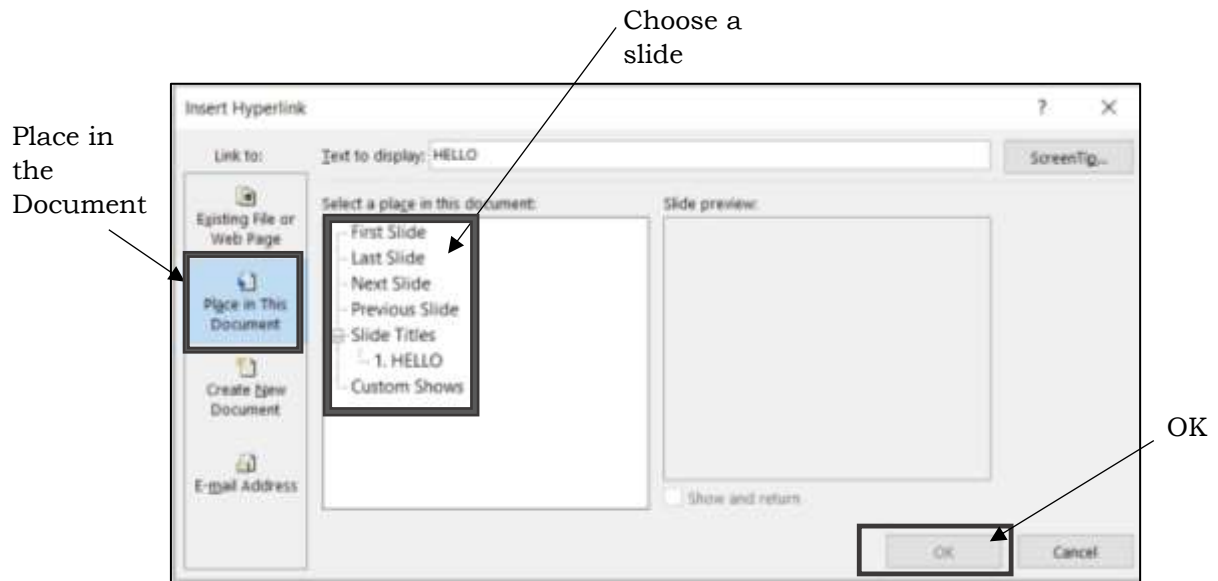 Choose a
slide
Place in
the
Document
Insert Hyperlink
? ×
Link to:
Text to display: HELLO
ScreenTip...
Existing File or
Web Page
Place in This
Document
Create New
Document
E-mail Address
Select a place in this document:
First Slide
Last Slide
Next Slide
Previous Slide
Slide Titles
1. HELLO
Custom Shows
Slide preview:
Show and return
OK
Cancel
OK